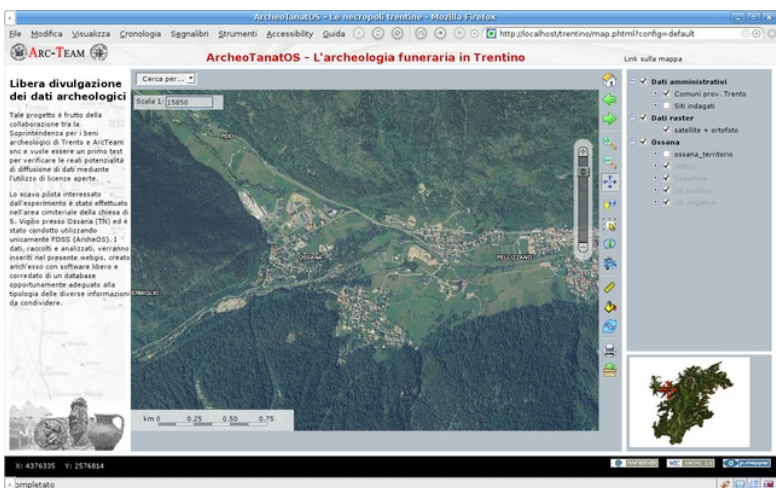 ArcheoTanatOS - Le necropoli trentine - Mozilla Firefox
File Modifica Visualizza Cronologia Segnalibri Strumenti Accessibility Guida http://localhost/trentino/map.phtml?config=default
ARC-TEAM
ArcheoTanatOS - L'archeologia funeraria in Trentino
Link sulla mappa
Libera divulgazione
dei dati archeologici
Tale progetto è frutto della
collaborazione tra la
Soprintendenza per i beni
archeologici di Trento e ArcTeam
snc e vuole essere un primo test
per verificare le reali potenzialità
di diffusione di dati mediante
l'utilizzo di licenze aperte.
Lo scavo pilota interessato
dall'esperimento è stato effettuato
nell'area cimiteriale della chiesa di
S. Vigilio presso Ossana (TN) ed è
stato condotto utilizzando
unicamente FOSS (ArcheOS). I
dati, raccolti e analizzati, verranno
inseriti nel presente webgis, creato
anch'esso con software libero e
corredato di un database
opportunamente adeguato alla
tipologia delle diverse informazioni
da condividere.
Cerca per...
Scala 1: 15850
PEIO
OSSANA
PELLIZZANO
VERMIGLIO
km 0 0.25 0.50 0.75
Dati amministrativi
Comuni prov. Trento
Siti indagati
Dati raster
satellite + ortofoto
Ossana
ossana_territorio
settori
Sepolture
US positive
US negative
X: 4376335 Y: 2576014
p.mapper
ompletato